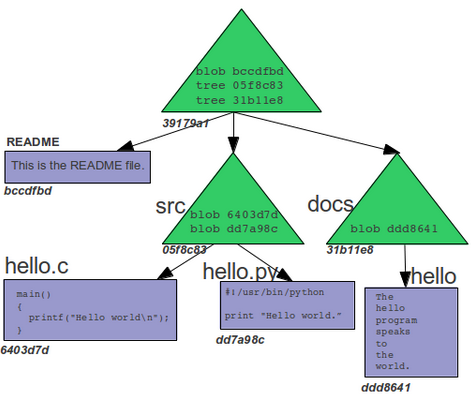 blob bccdfbd
tree 05f8c83
tree 31b11e8
39179a1
README
This is the README file.
bccdfbd
src
blob 6403d7d
blob dd7a98c
05f8c83
docs
blob ddd8641
31b11e8
hello.c
main()
{
printf("Hello world\n");
}
6403d7d
hello.py
#!/usr/bin/python
print "Hello world."
dd7a98c
hello
The
hello
program
speaks
to
the
world.
ddd8641